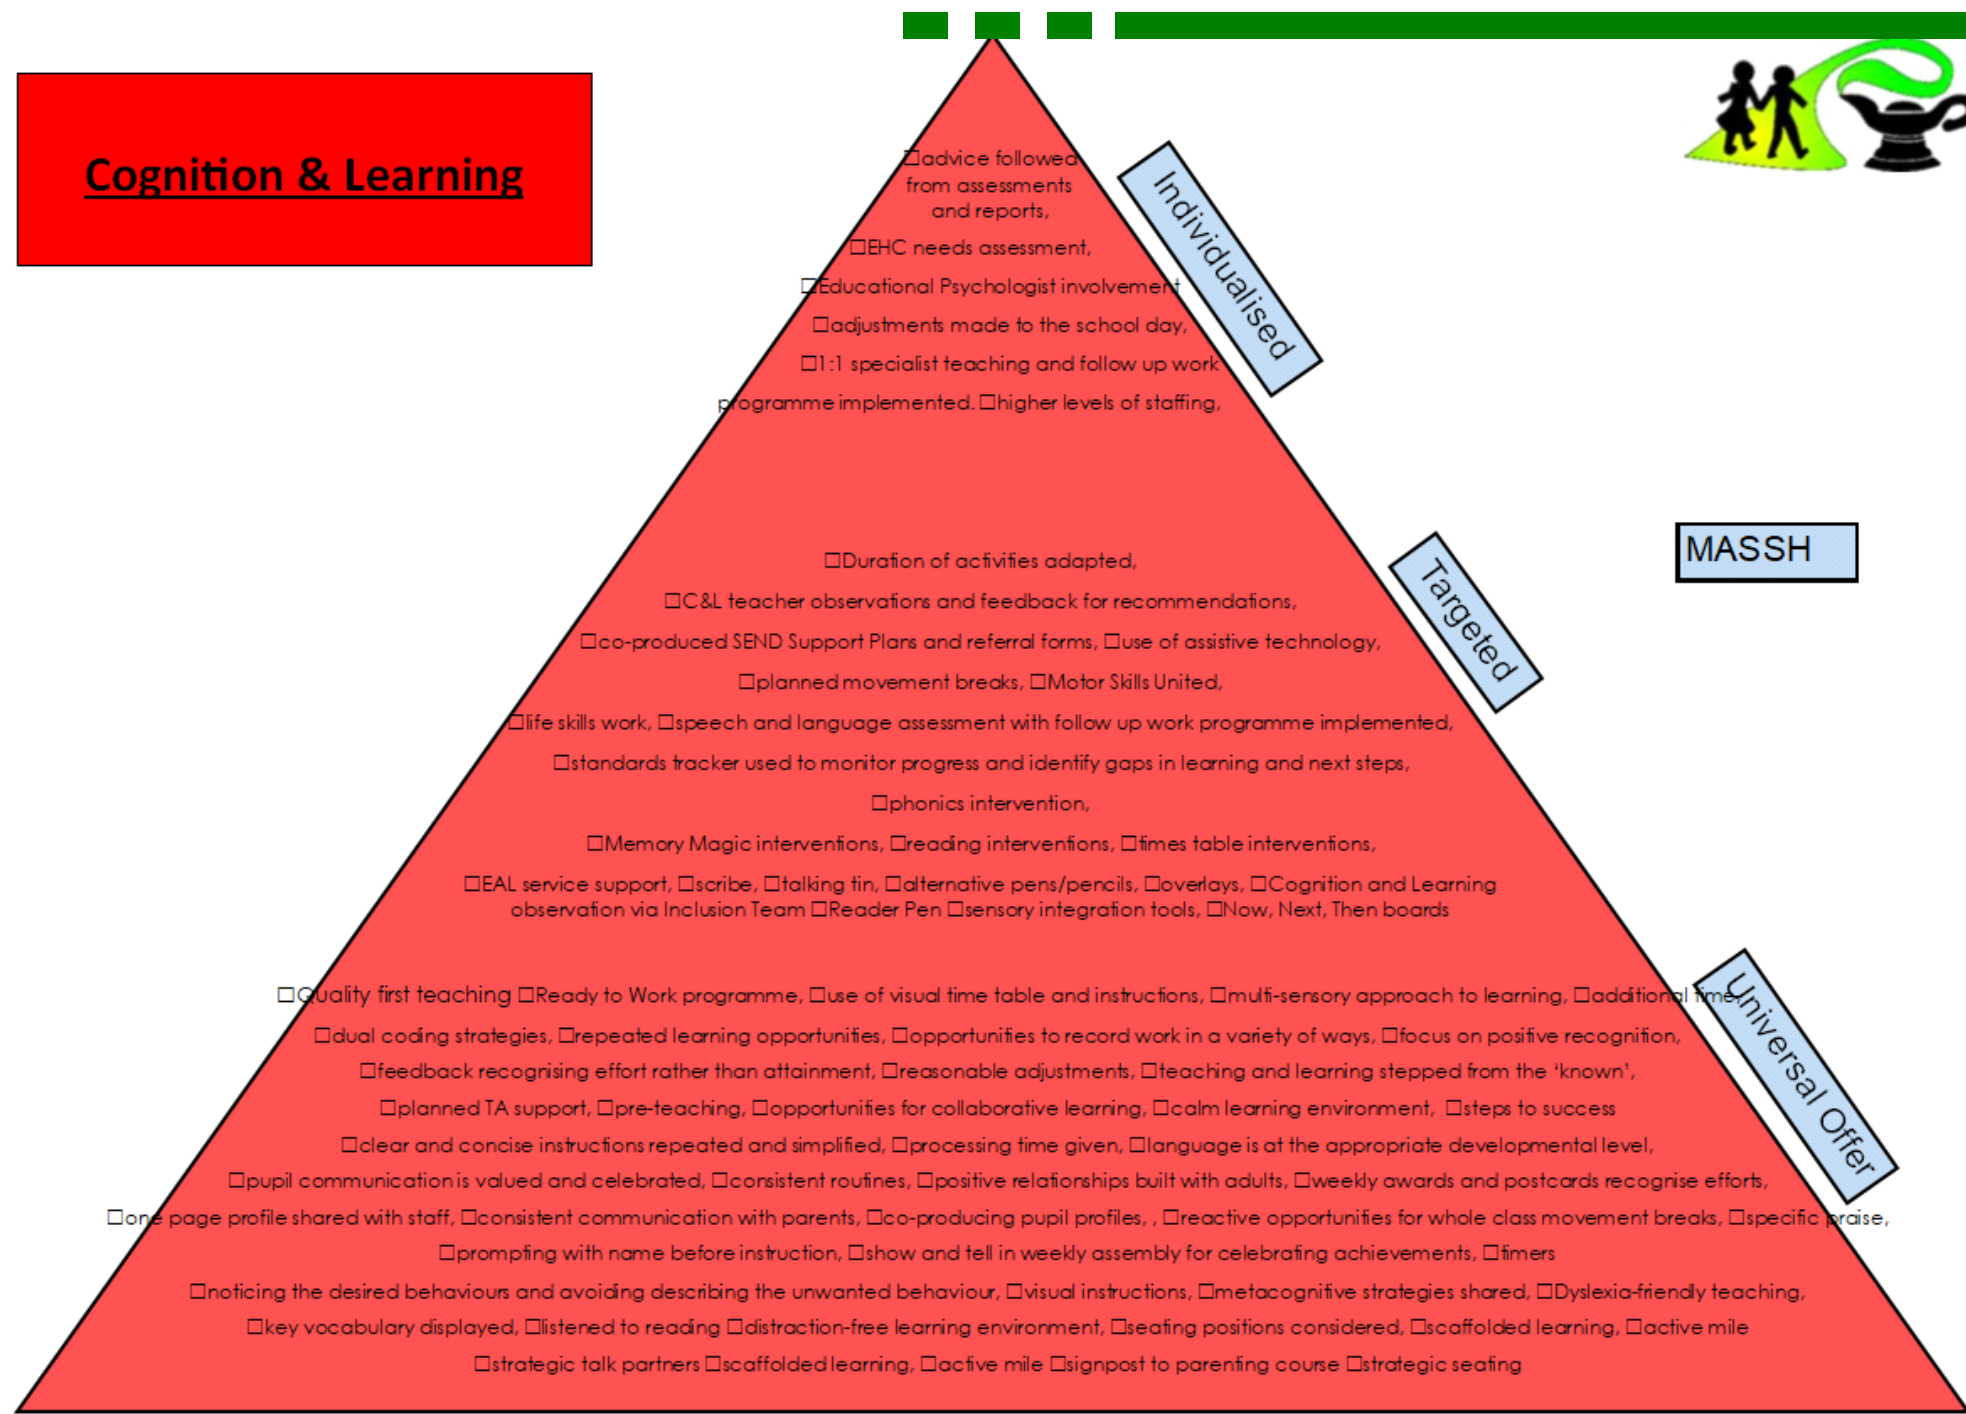 Cognition & Learning
☐advice followed
from assessments
and reports,
☐EHC needs assessment,
☐Educational Psychologist involvement
☐adjustments made to the school day,
☐1:1 specialist teaching and follow up work
programme implemented. ☐higher levels of staffing,
Individualised
☐Duration of activities adapted,
☐C&L teacher observations and feedback for recommendations,
☐co-produced SEND Support Plans and referral forms, ☐use of assistive technology,
☐planned movement breaks, ☐Motor Skills United,
☐life skills work, ☐speech and language assessment with follow up work programme implemented,
☐standards tracker used to monitor progress and identify gaps in learning and next steps,
☐phonics intervention,
☐Memory Magic interventions, ☐reading interventions, ☐times table interventions,
☐EAL service support, ☐scribe, ☐talking tin, ☐alternative pens/pencils, ☐overlays, ☐Cognition and Learning
observation via Inclusion Team ☐Reader Pen ☐sensory integration tools, ☐Now, Next, Then boards
Targeted
MASSH
☐Quality first teaching ☐Ready to Work programme, ☐use of visual time table and instructions, ☐multi-sensory approach to learning, ☐additional time,
☐dual coding strategies, ☐repeated learning opportunities, ☐opportunities to record work in a variety of ways, ☐focus on positive recognition,
☐feedback recognising effort rather than attainment, ☐reasonable adjustments, ☐teaching and learning stepped from the ‘known’,
☐planned TA support, ☐pre-teaching, ☐opportunities for collaborative learning, ☐calm learning environment, ☐steps to success
☐clear and concise instructions repeated and simplified, ☐processing time given, ☐language is at the appropriate developmental level,
☐pupil communication is valued and celebrated, ☐consistent routines, ☐positive relationships built with adults, ☐weekly awards and postcards recognise efforts,
☐one page profile shared with staff, ☐consistent communication with parents, ☐co-producing pupil profiles, , ☐reactive opportunities for whole class movement breaks, ☐specific praise,
☐prompting with name before instruction, ☐show and tell in weekly assembly for celebrating achievements, ☐timers
☐noticing the desired behaviours and avoiding describing the unwanted behaviour, ☐visual instructions, ☐metacognitive strategies shared, ☐Dyslexia-friendly teaching,
☐key vocabulary displayed, ☐listened to reading ☐distraction-free learning environment, ☐seating positions considered, ☐scaffolded learning, ☐active mile
☐strategic talk partners ☐scaffolded learning, ☐active mile ☐signpost to parenting course ☐strategic seating
Universal Offer